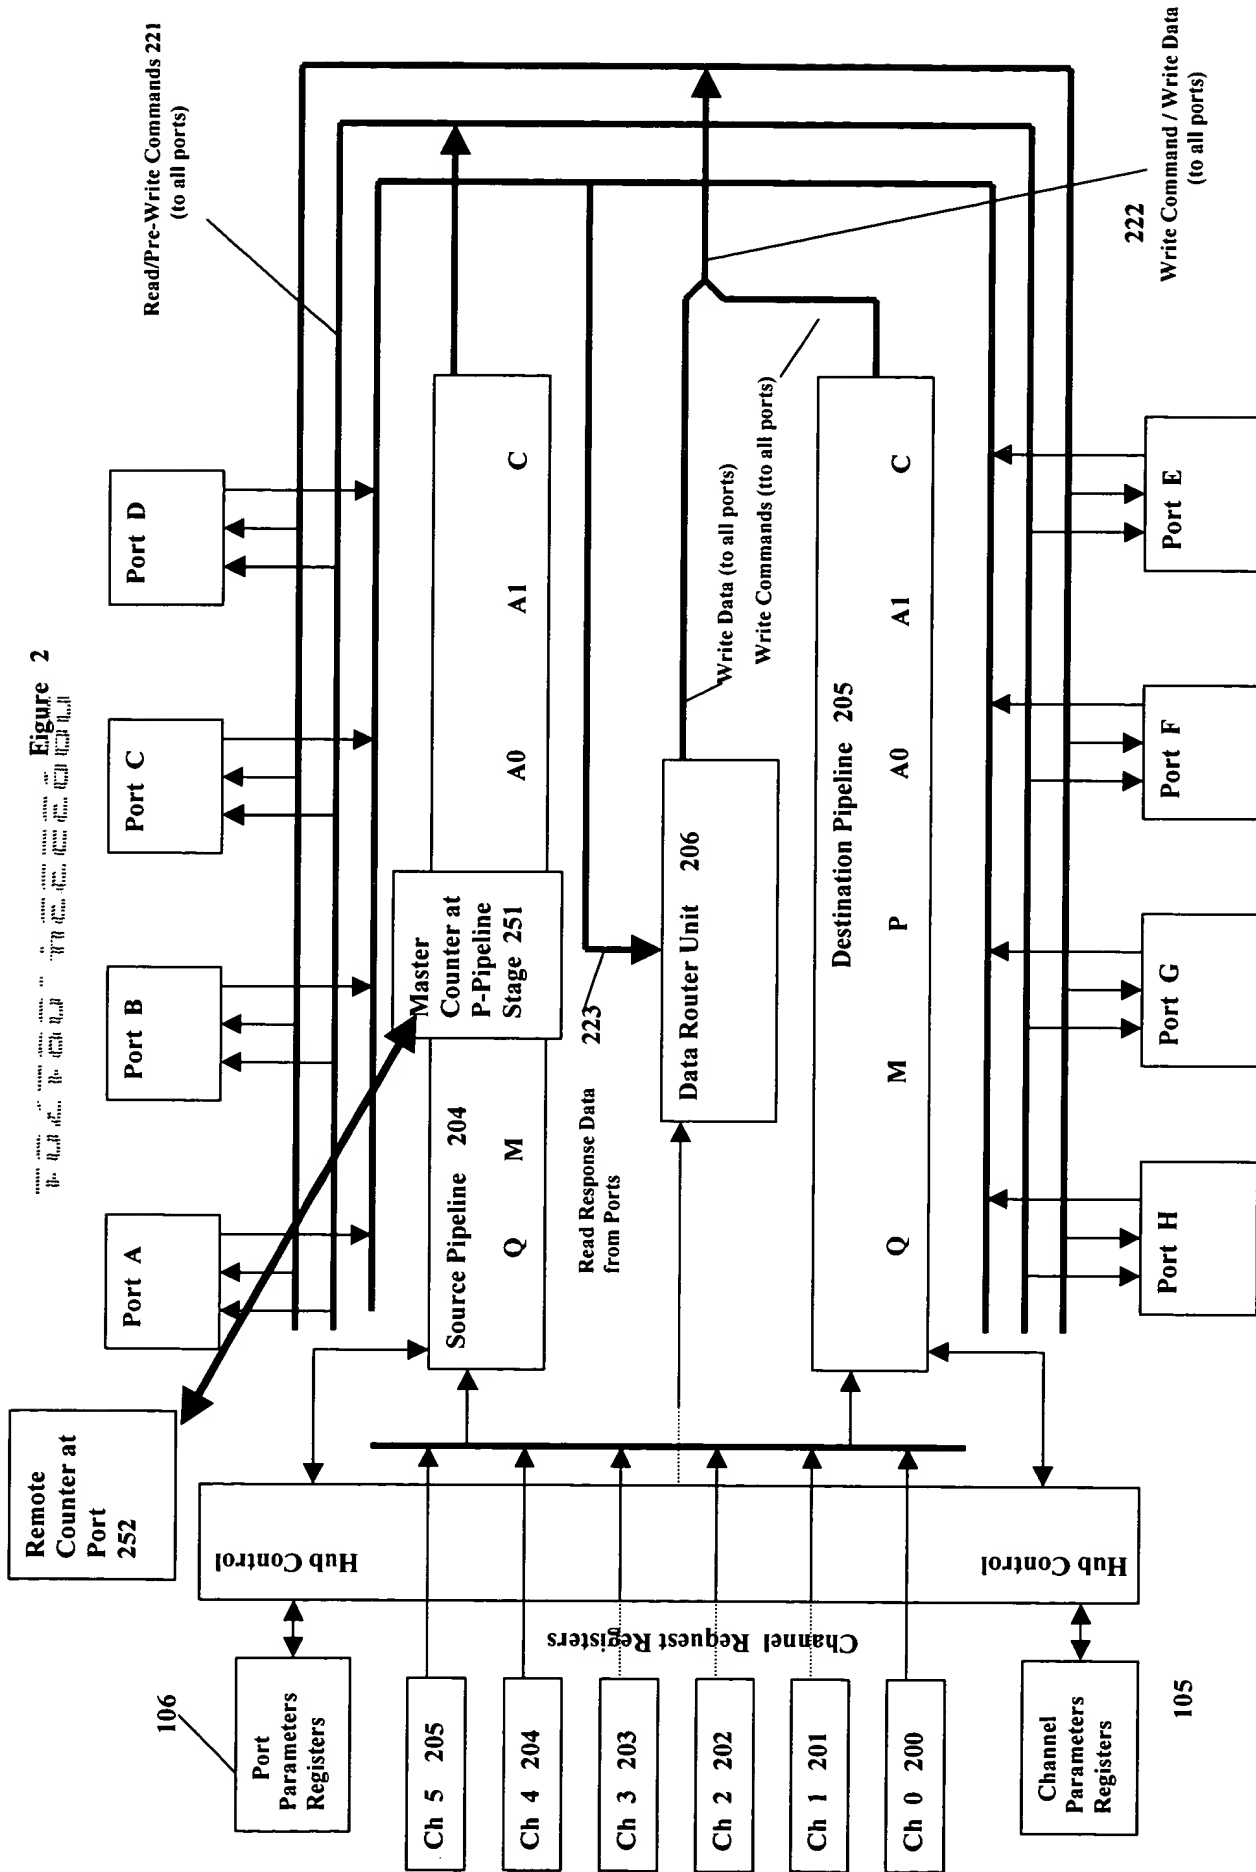 Figure 2
Remote
Counter at
Port
252
Port A
Port B
Port C
Port D
Read/Pre-Write Commands 221
(to all ports)
106
Port
Parameters
Registers
Hub Control
Source Pipeline 204
Q
M
Master
Counter at
P-Pipeline
Stage 251
A0
A1
C
Ch 5 205
Ch 4 204
Ch 3 203
Ch 2 202
Ch 1 201
Ch 0 200
Channel Request Registers
Read Response Data
from Ports
223
Data Router Unit 206
Write Data (to all ports)
Write Commands (tto all ports)
Destination Pipeline 205
Q
M
P
A0
A1
C
Hub Control
Channel
Parameters
Registers
105
Port H
Port G
Port F
Port E
222
Write Command / Write Data
(to all ports)